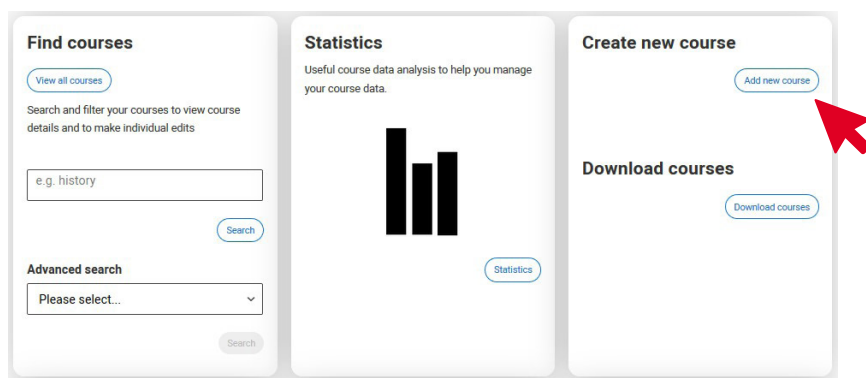 Find courses
View all courses
Search and filter your courses to view course
details and to make individual edits
e.g. history
Search
Advanced search
Please select...
Search
Statistics
Useful course data analysis to help you manage
your course data.
Statistics
Create new course
Add new course
Download courses
Download courses